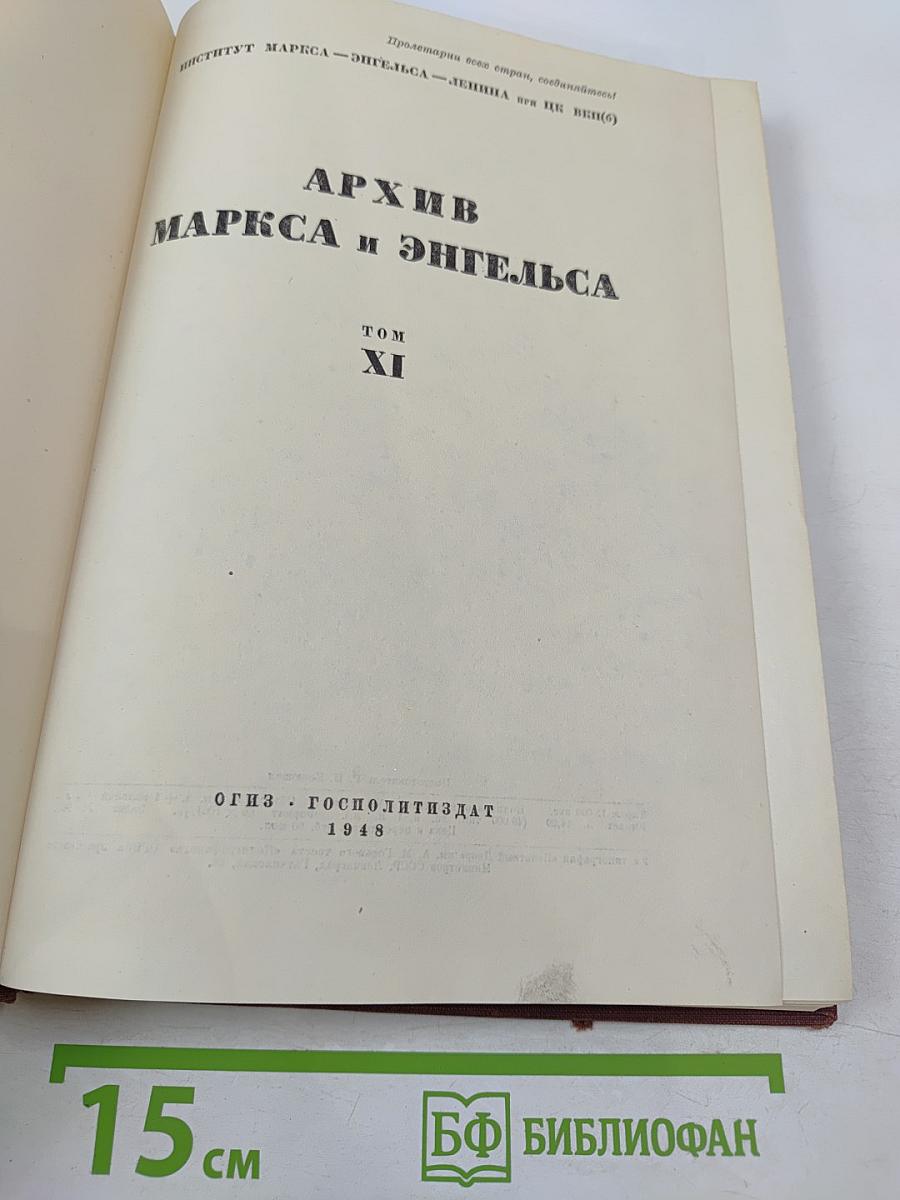 Пролетарии всех стран, соединяйтесь!
ИНСТИТУТ МАРКСА — ЭНГЕЛЬСА — ЛЕНИНА при ЦК ВКП(б)
АРХИВ
МАРКСА и ЭНГЕЛЬСА
ТОМ
XI
ОГИЗ · ГОСПОЛИТИЗДАТ
1948
15 см
БФ БИБЛИОФАН